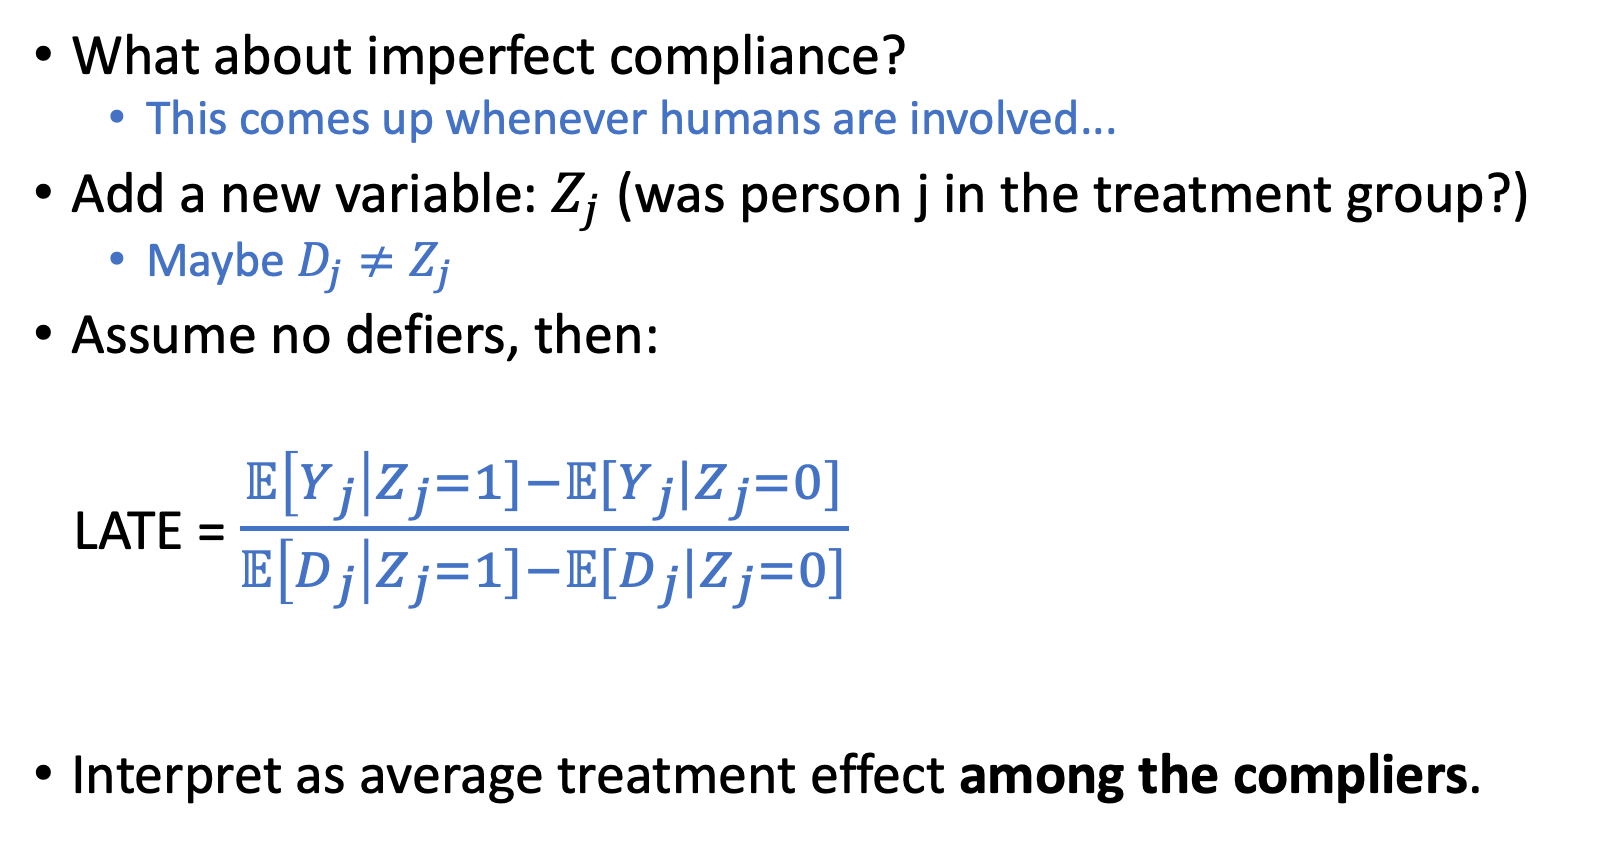 • What about imperfect compliance?
• This comes up whenever humans are involved...
• Add a new variable: Z_j (was person j in the treatment group?)
• Maybe D_j ≠ Z_j
• Assume no defiers, then:
𝔼[Y_j|Z_j=1]−𝔼[Y_j|Z_j=0]
LATE =
𝔼[D_j|Z_j=1]−𝔼[D_j|Z_j=0]
• Interpret as average treatment effect among the compliers.